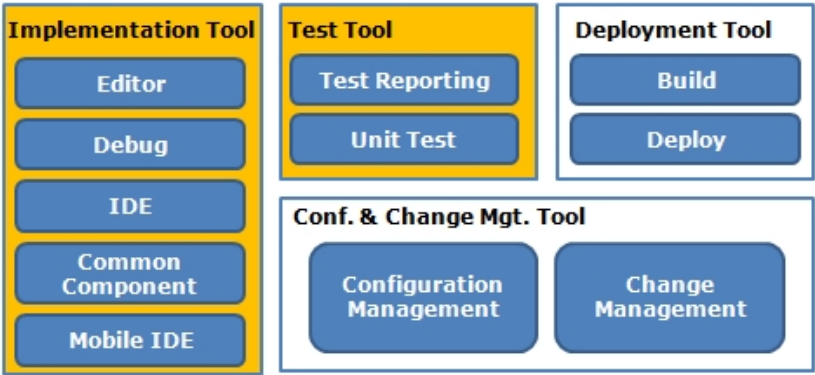 Implementation Tool
Editor
Debug
IDE
Common
Component
Mobile IDE
Test Tool
Test Reporting
Unit Test
Deployment Tool
Build
Deploy
Conf. & Change Mgt. Tool
Configuration
Management
Change
Management